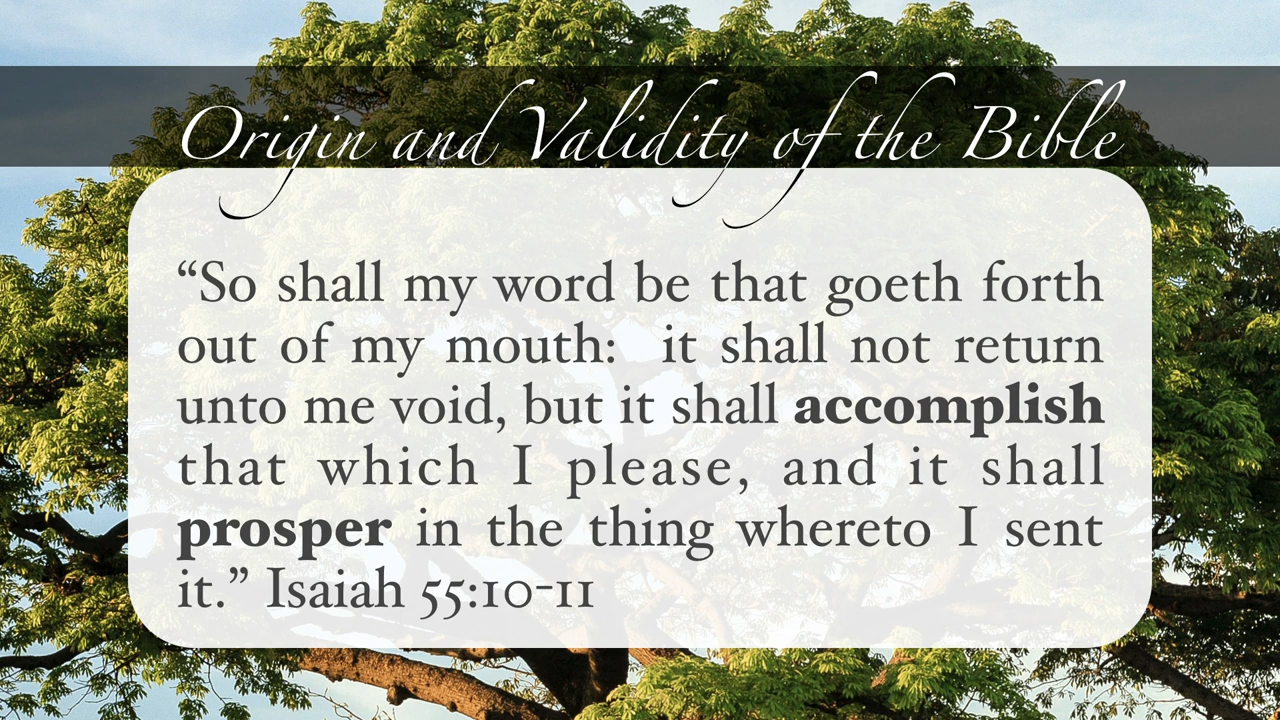 Origin and Validity of the Bible
“So shall my word be that goeth forth
out of my mouth:  it shall not return
unto me void, but it shall accomplish
that which I please, and it shall
prosper in the thing whereto I sent
it.” Isaiah 55:10-11